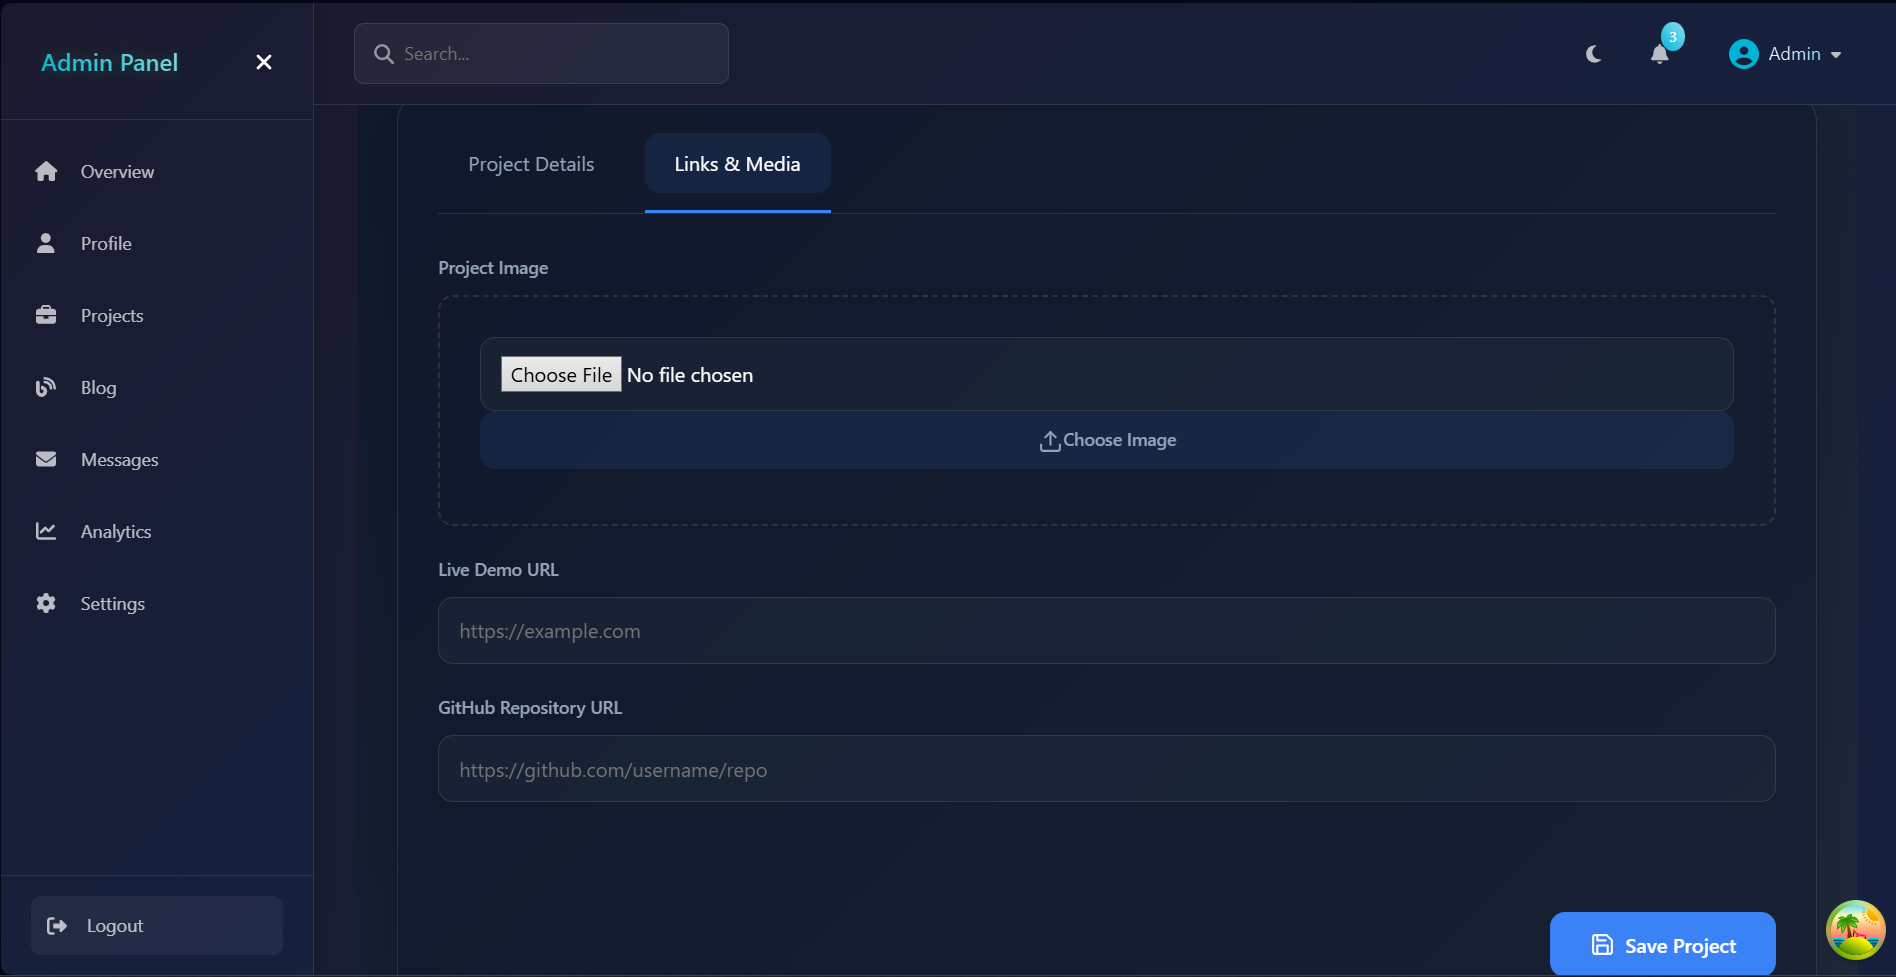 Admin Panel
Search...
3
Admin
Overview
Profile
Projects
Blog
Messages
Analytics
Settings
Logout
Project Details
Links & Media
Project Image
Choose File No file chosen
Choose Image
Live Demo URL
https://example.com
GitHub Repository URL
https://github.com/username/repo
Save Project